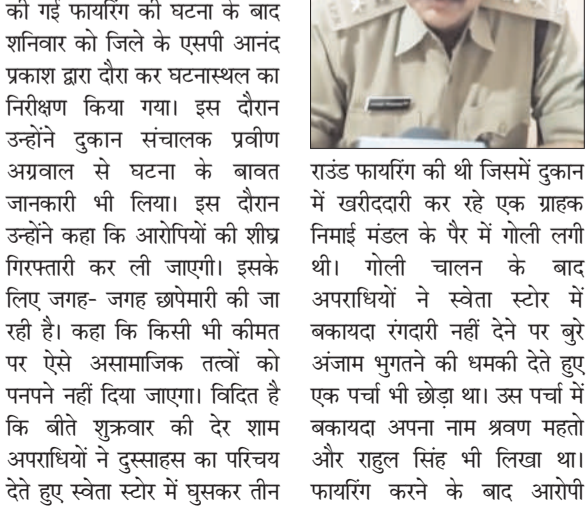 की गई फायरिंग की घटना के बाद
शनिवार को जिले के एसपी आनंद
प्रकाश द्वारा दौरा कर घटनास्थल का
निरीक्षण किया गया। इस दौरान
उन्होंने दुकान संचालक प्रवीण
अग्रवाल से घटना के बावत
जानकारी भी लिया। इस दौरान
उन्होंने कहा कि आरोपियों की शीघ्र
गिरफ्तारी कर ली जाएगी। इसके
लिए जगह- जगह छापेमारी की जा
रही है। कहा कि किसी भी कीमत
पर ऐसे असामाजिक तत्वों को
पनपने नहीं दिया जाएगा। विदित है
कि बीते शुक्रवार की देर शाम
अपराधियों ने दुस्साहस का परिचय
देते हुए स्वेता स्टोर में घुसकर तीन
राउंड फायरिंग की थी जिसमें दुकान
में खरीददारी कर रहे एक ग्राहक
निमाई मंडल के पैर में गोली लगी
थी। गोली चालन के बाद
अपराधियों ने स्वेता स्टोर में
बकायदा रंगदारी नहीं देने पर बुरे
अंजाम भुगतने की धमकी देते हुए
एक पर्चा भी छोड़ा था। उस पर्चा में
बकायदा अपना नाम श्रवण महतो
और राहुल सिंह भी लिखा था।
फायरिंग करने के बाद आरोपी